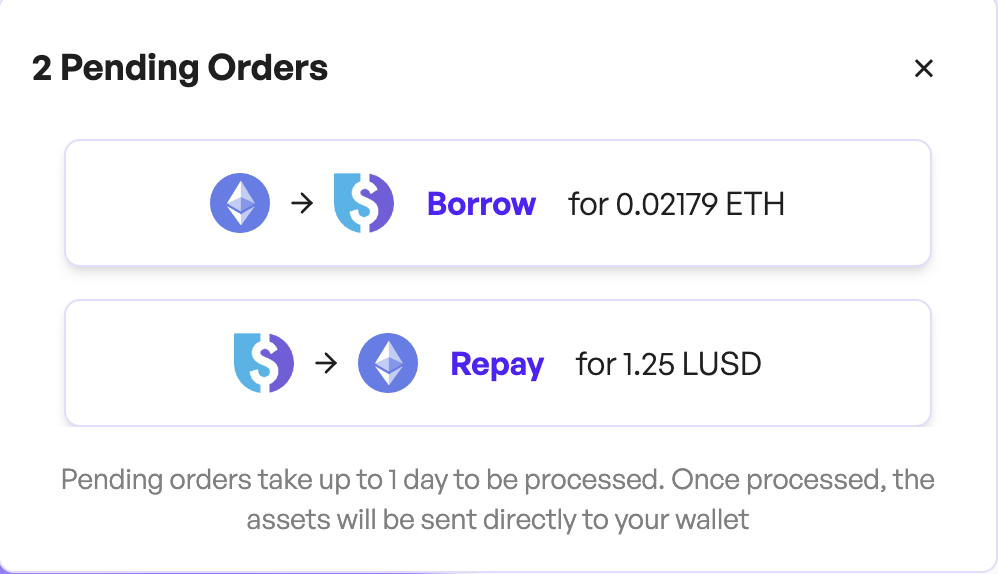 2 Pending Orders
Borrow for 0.02179 ETH
Repay for 1.25 LUSD
Pending orders take up to 1 day to be processed. Once processed, the
assets will be sent directly to your wallet